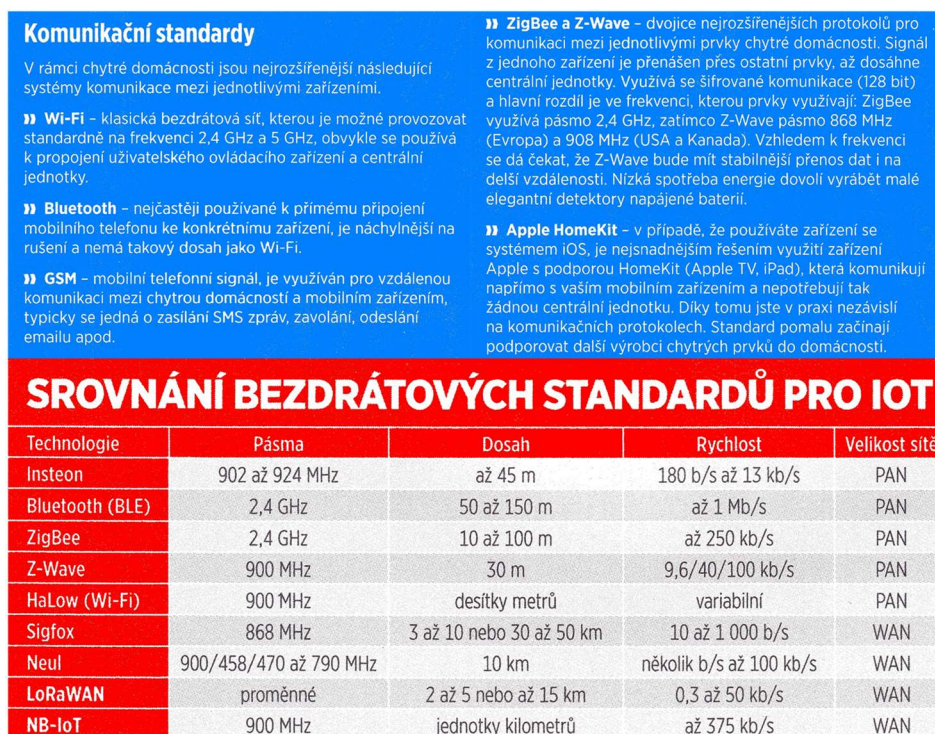 Komunikační standardy
V rámci chytré domácnosti jsou nejrozšířenější následující
systémy komunikace mezi jednotlivými zařízeními.
Wi-Fi – klasická bezdrátová síť, kterou je možné provozovat
standardně na frekvenci 2,4 GHz a 5 GHz, obvykle se používá
k propojení uživatelského ovládacího zařízení a centrální
jednotky.
Bluetooth – nejčastěji používané k přímému připojení
mobilního telefonu ke konkrétnímu zařízení, je náchylnější na
rušení a nemá takový dosah jako Wi-Fi.
GSM – mobilní telefonní signál, je využíván pro vzdálenou
komunikaci mezi chytrou domácností a mobilním zařízením,
typicky se jedná o zasílání SMS zpráv, zavolání, odeslání
emailu apod.
ZigBee a Z-Wave – dvojice nejrozšířenějších protokolů pro
komunikaci mezi jednotlivými prvky chytré domácnosti. Signál
z jednoho zařízení je přenášen přes ostatní prvky, až dosáhne
centrální jednotky. Využívá se šifrované komunikace (128 bit)
a hlavní rozdíl je ve frekvenci, kterou prvky využívají: ZigBee
využívá pásmo 2,4 GHz, zatímco Z-Wave pásmo 868 MHz
(Evropa) a 908 MHz (USA a Kanada). Vzhledem k frekvenci
se dá čekat, že Z-Wave bude mít stabilnější přenos dat i na
delší vzdálenosti. Nízká spotřeba energie dovolí vyrábět malé
elegantní detektory napájené baterií.
Apple HomeKit – v případě, že používáte zařízení se
systémem iOS, je nejsnadnějším řešením využití zařízení
Apple s podporou HomeKit (Apple TV, iPad), která komunikují
napřímo s vaším mobilním zařízením a nepotřebují tak
žádnou centrální jednotku. Díky tomu jste v praxi nezávislí
na komunikačních protokolech. Standard pomalu začínají
podporovat další výrobci chytrých prvků do domácnosti.
SROVNÁNÍ BEZDRÁTOVÝCH STANDARDŮ PRO IOT
Technologie Pásma Dosah Rychlost Velikost sítě
Insteon 902 až 924 MHz až 45 m 180 b/s až 13 kb/s PAN
Bluetooth (BLE) 2,4 GHz 50 až 150 m až 1 Mb/s PAN
ZigBee 2,4 GHz 10 až 100 m až 250 kb/s PAN
Z-Wave 900 MHz 30 m 9,6/40/100 kb/s PAN
HaLow (Wi-Fi) 900 MHz desítky metrů variabilní PAN
Sigfox 868 MHz 3 až 10 nebo 30 až 50 km 10 až 1 000 b/s WAN
Neul 900/458/470 až 790 MHz 10 km několik b/s až 100 kb/s WAN
LoRaWAN proměnné 2 až 5 nebo až 15 km 0,3 až 50 kb/s WAN
NB-IoT 900 MHz jednotky kilometrů až 375 kb/s WAN